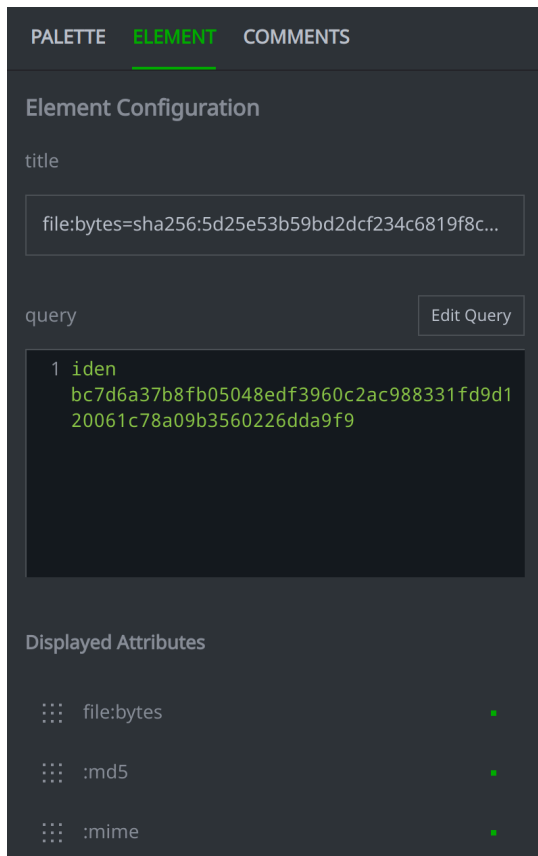 PALETTE ELEMENT COMMENTS
Element Configuration
title
file:bytes=sha256:5d25e53b59bd2dcf234c6819f8c...
query Edit Query
1 iden
bc7d6a37b8fb05048edf3960c2ac988331fd9d1
20061c78a09b3560226dda9f9
Displayed Attributes
file:bytes
:md5
:mime